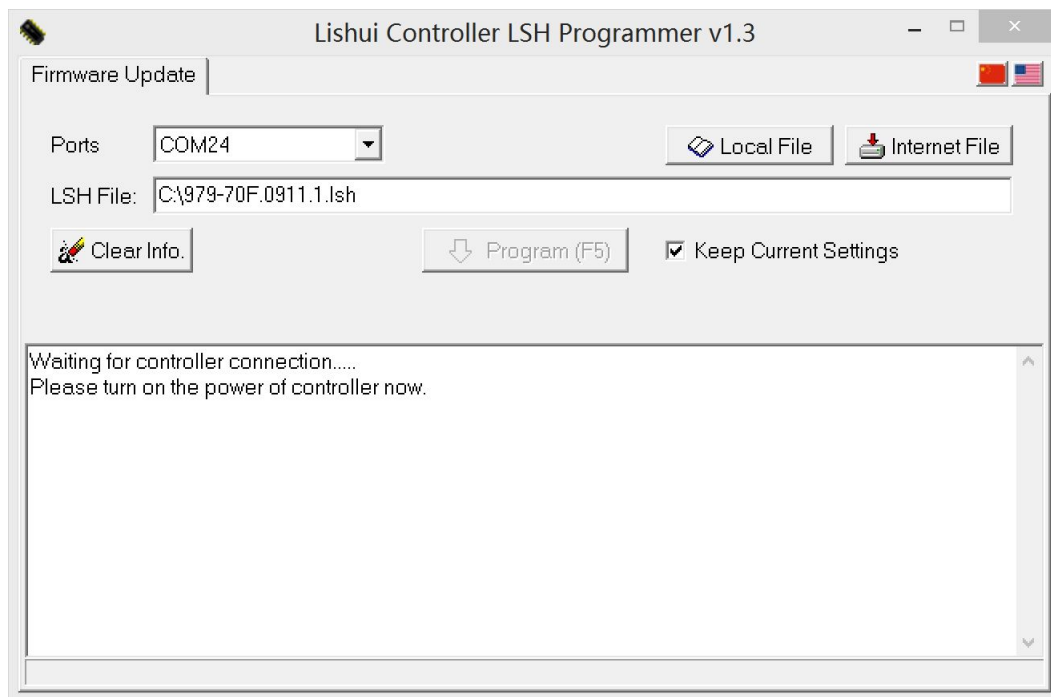 Lishui Controller LSH Programmer v1.3
Firmware Update
Ports COM24 Local File Internet File
LSH File: C:\979-70F.0911.1.lsh
Clear Info. Program (F5) Keep Current Settings
Waiting for controller connection.....
Please turn on the power of controller now.